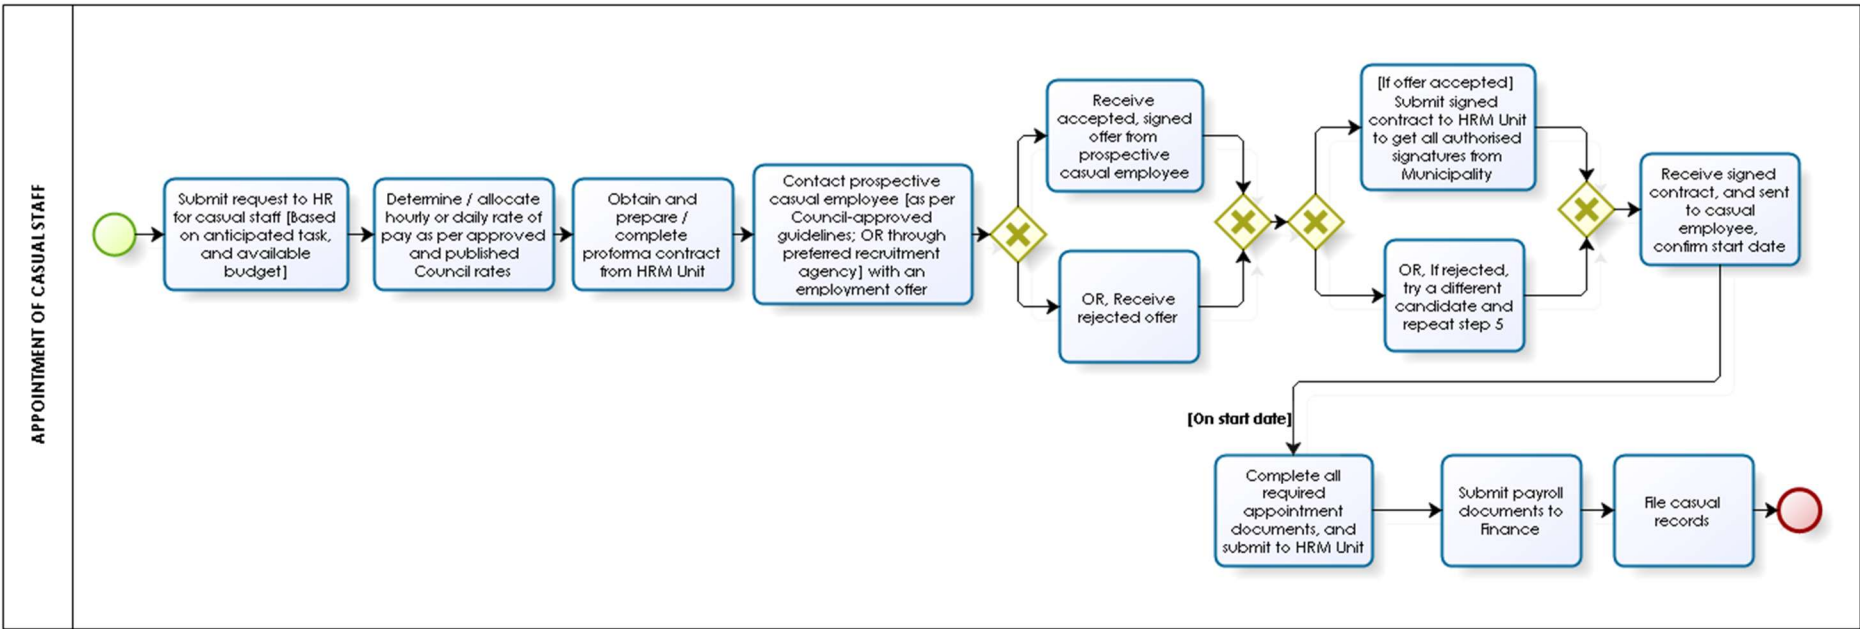 APPOINTMENT OF CASUAL STAFF
Submit request to HR
for casual staff [Based
on anticipated task,
and available
budget]
Determine / allocate
hourly or daily rate of
pay as per approved
and published
Council rates
Obtain and
prepare /
complete
proforma contract
from HRM Unit
Contact prospective
casual employee [as per
Council-approved
guidelines; OR through
preferred recruitment
agency] with an
employment offer
Receive
accepted, signed
offer from
prospective
casual employee
OR, Receive
rejected offer
[If offer accepted]
Submit signed
contract to HRM Unit
to get all authorised
signatures from
Municipality
OR, If rejected,
try a different
candidate and
repeat step 5
Receive signed
contract, and sent
to casual
employee,
confirm start date
[On start date]
Complete all
required
appointment
documents, and
submit to HRM Unit
Submit payroll
documents to
Finance
File casual
records